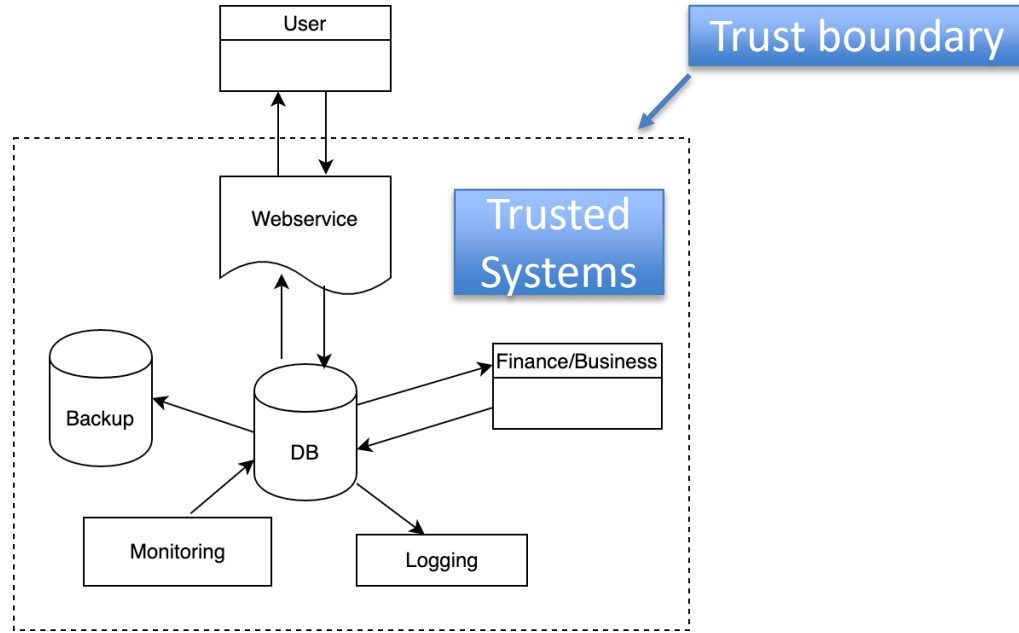 User
Trust boundary
Webservice
Trusted
Systems
Finance/Business
Backup
DB
Monitoring
Logging